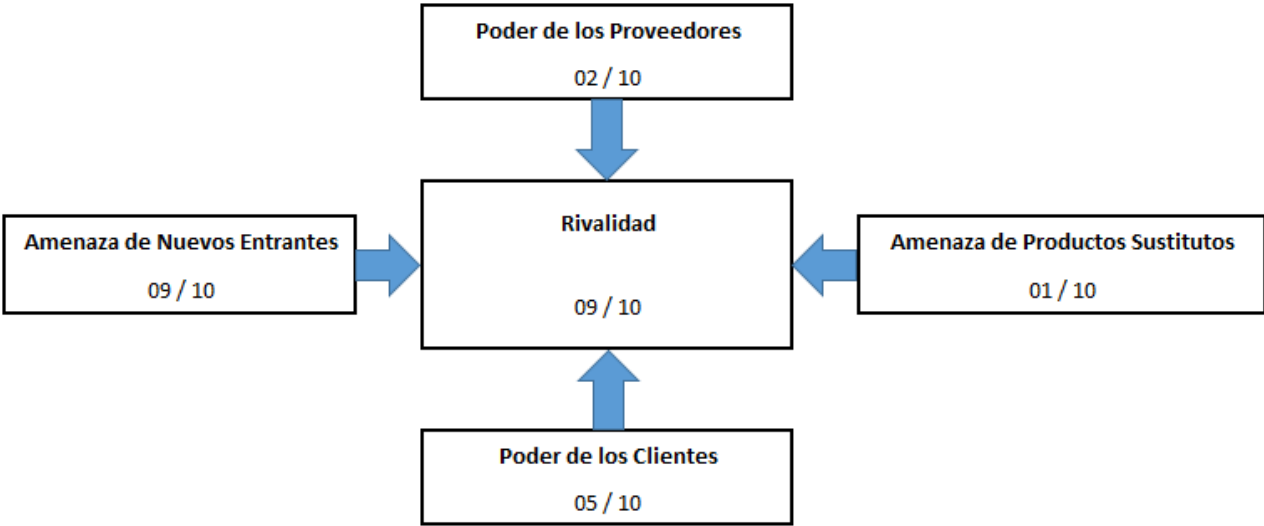 Poder de los Proveedores
02 / 10
Rivalidad
09 / 10
Amenaza de Nuevos Entrantes
09 / 10
Amenaza de Productos Sustitutos
01 / 10
Poder de los Clientes
05 / 10